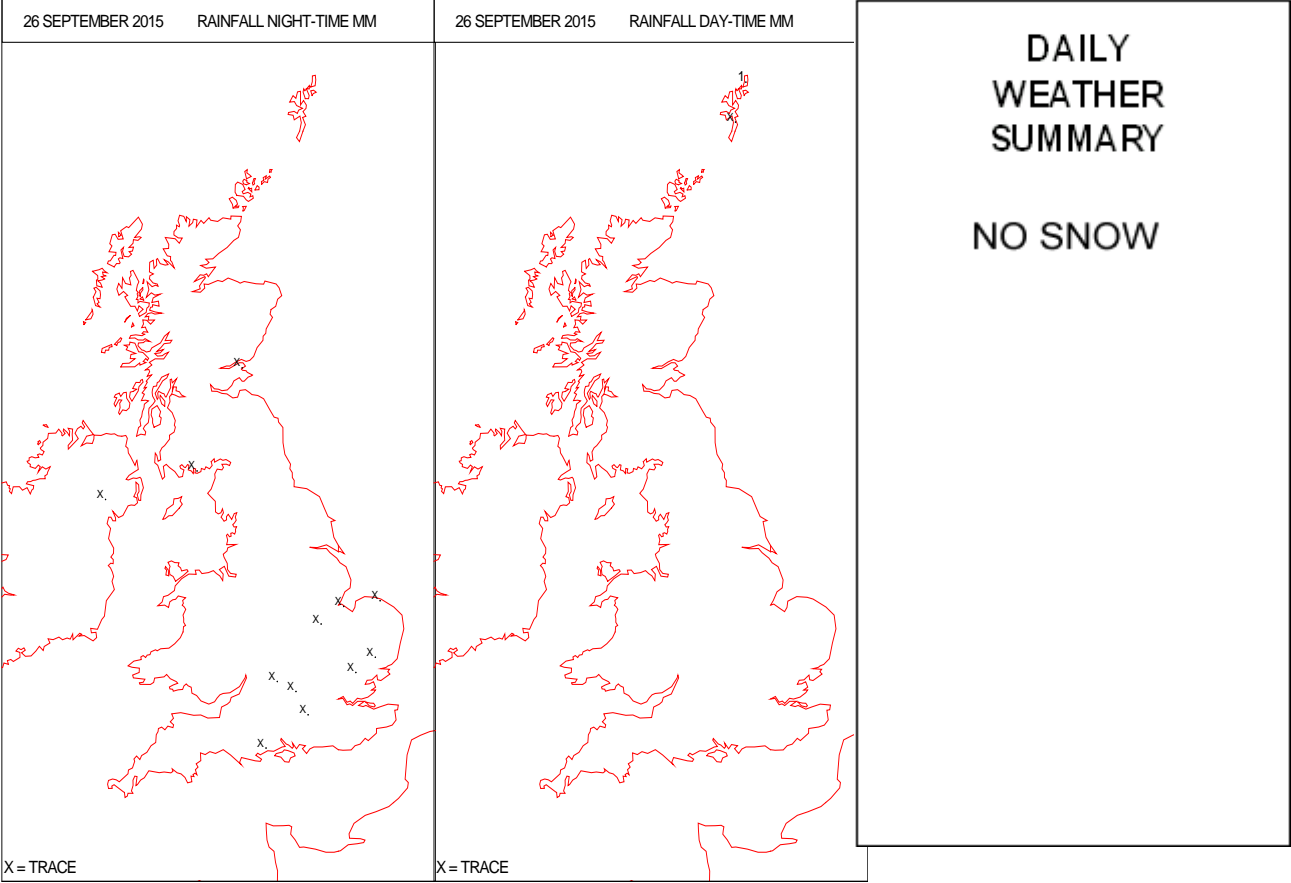 26 SEPTEMBER 2015 RAINFALL NIGHT-TIME MM
X
X
X.
X.
X.
X.
X.
X.
X.
X.
X.
X.
X = TRACE
26 SEPTEMBER 2015 RAINFALL DAY-TIME MM
1
X.
X = TRACE
DAILY
WEATHER
SUMMARY
NO SNOW